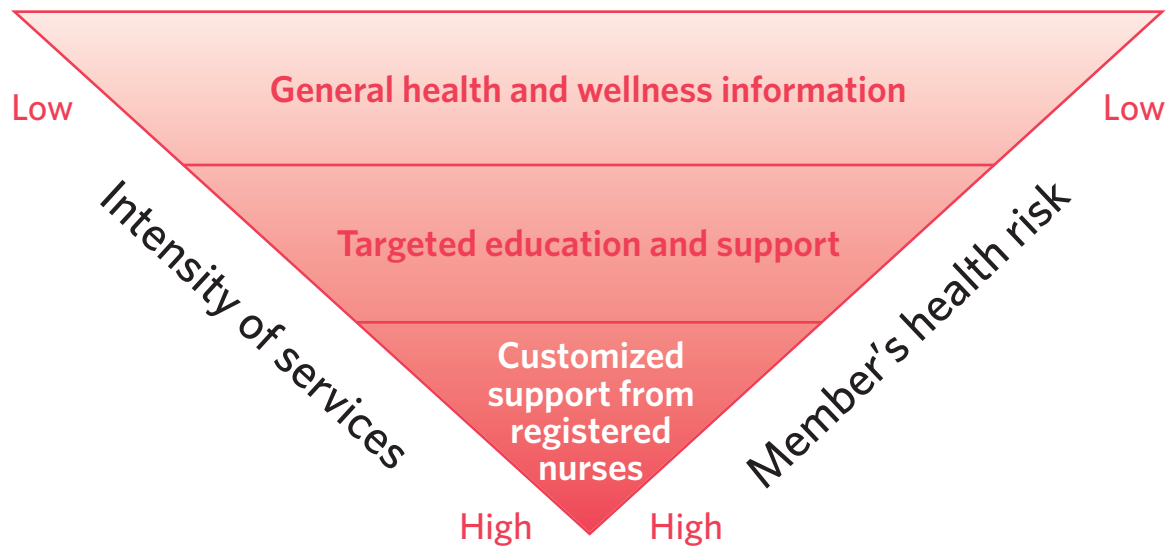 General health and wellness information
Low
Low
Targeted education and support
Intensity of services
Member's health risk
Customized
support from
registered
nurses
High
High